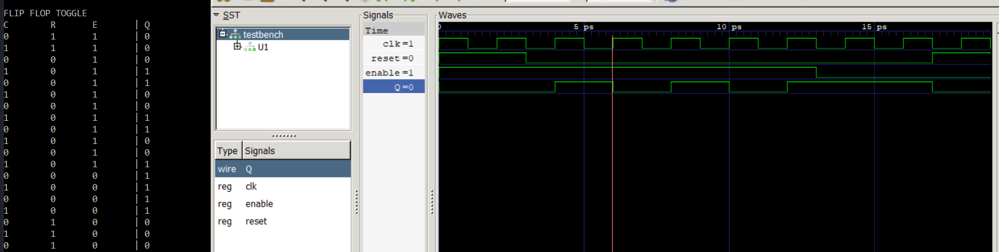 FLIP FLOP TOGGLE
C R E | Q
0 1 1 | 0
1 1 1 | 0
0 0 1 | 0
1 0 1 | 1
0 0 1 | 1
1 0 1 | 0
0 0 1 | 0
1 0 1 | 1
0 0 1 | 1
1 0 1 | 0
0 0 1 | 0
1 0 1 | 1
0 0 0 | 1
1 0 0 | 1
0 0 0 | 1
1 0 0 | 1
0 1 0 | 0
1 1 0 | 0
0 1 0 | 0
SST
testbench
U1
Type Signals
wire Q
reg clk
reg enable
reg reset
Signals
Time
clk=1
reset=0
enable=1
Q=0
Waves
0 5 ps 10 ps 15 ps